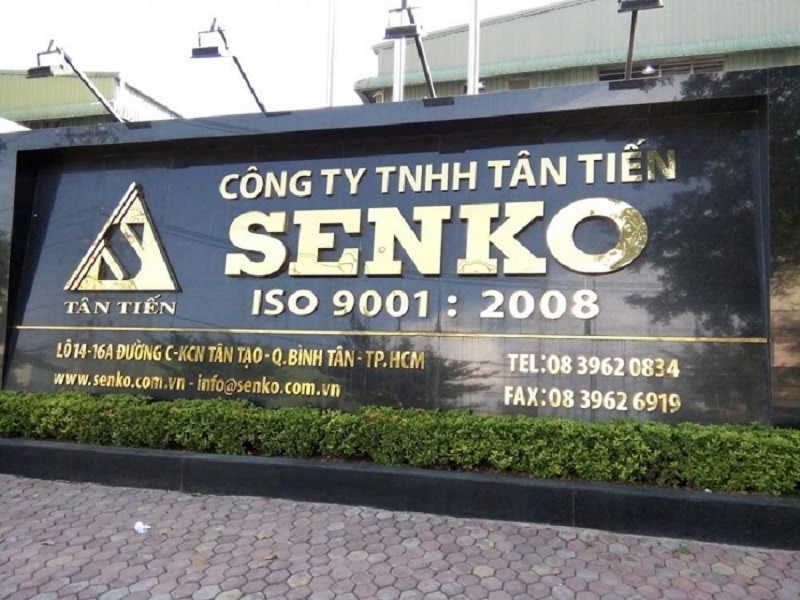 CÔNG TY TNHH TÂN TIẾN
SENKO
TÂN TIẾN
ISO 9001 : 2008
LÔ 14-16A ĐƯỜNG C-KCN TÂN TẠO-Q.BÌNH TÂN-TP.HCM
www.senko.com.vn - info@senko.com.vn
TEL:08 3962 0834
FAX:08 3962 6919